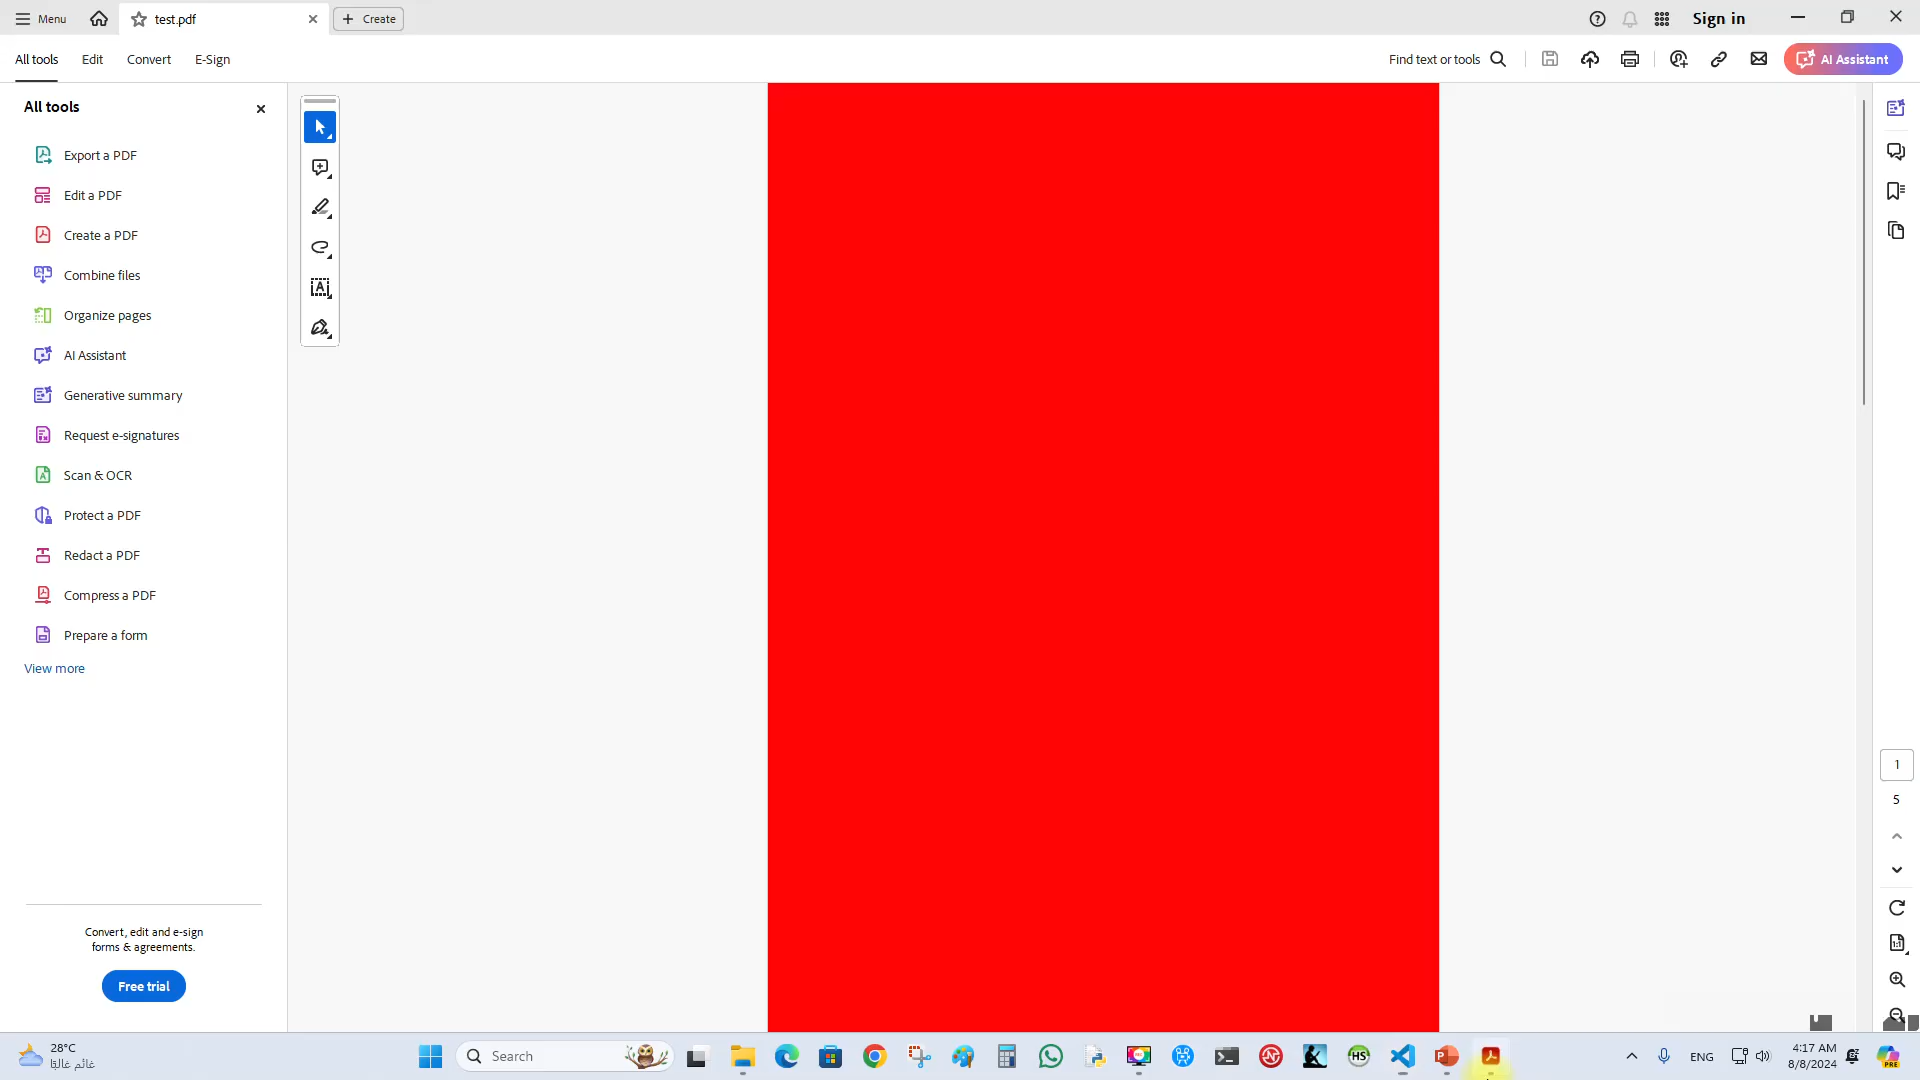 Menu
test.pdf
Create
Sign in
All tools
Edit
Convert
E-Sign
Find text or tools
AI Assistant
All tools
Export a PDF
Edit a PDF
Create a PDF
Combine files
Organize pages
AI Assistant
Generative summary
Request e-signatures
Scan & OCR
Protect a PDF
Redact a PDF
Compress a PDF
Prepare a form
View more
1
5
Convert, edit and e-sign
forms & agreements.
Free trial
28°C
غائم غالبًا
Search
ENG
4:17 AM
8/8/2024